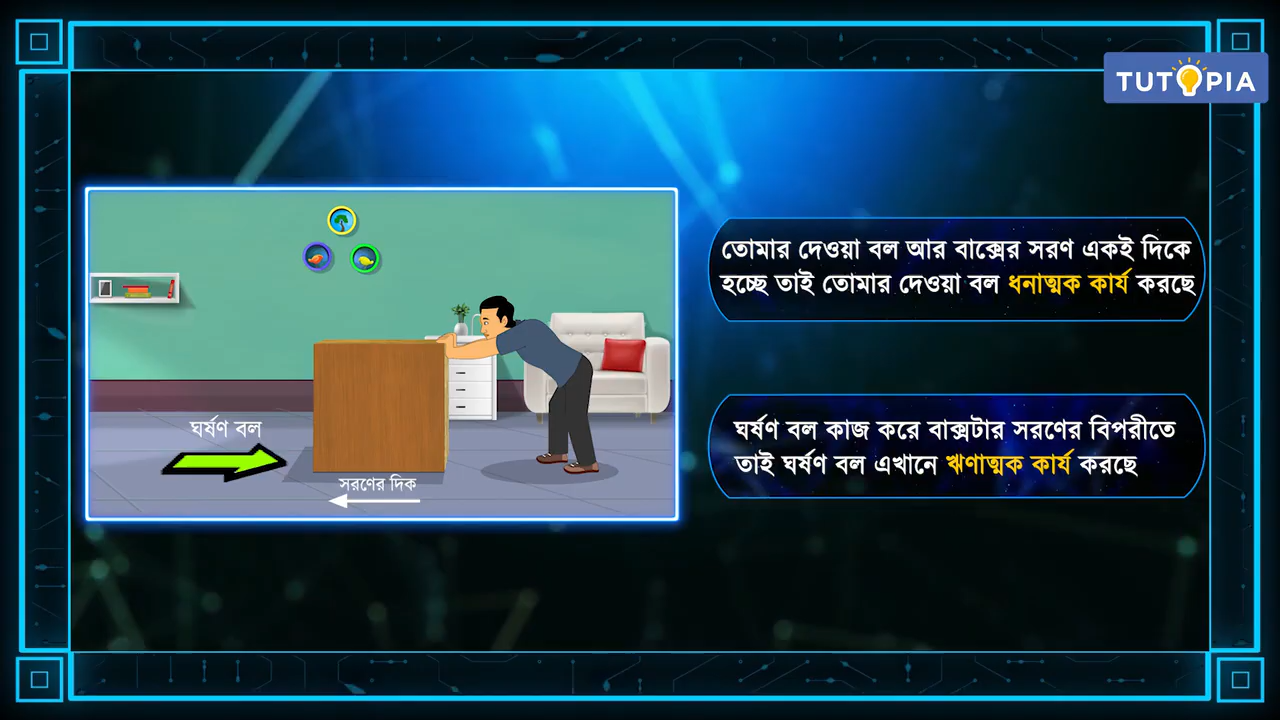 TUTOPIA
তোমার দেওয়া বল আর বাক্সের সরণ একই দিকে
হচ্ছে তাই তোমার দেওয়া বল ধনাত্মক কার্য করছে
ঘর্ষণ বল
সরণের দিক
ঘর্ষণ বল কাজ করে বাক্সটার সরণের বিপরীতে
তাই ঘর্ষণ বল এখানে ঋণাত্মক কার্য করছে